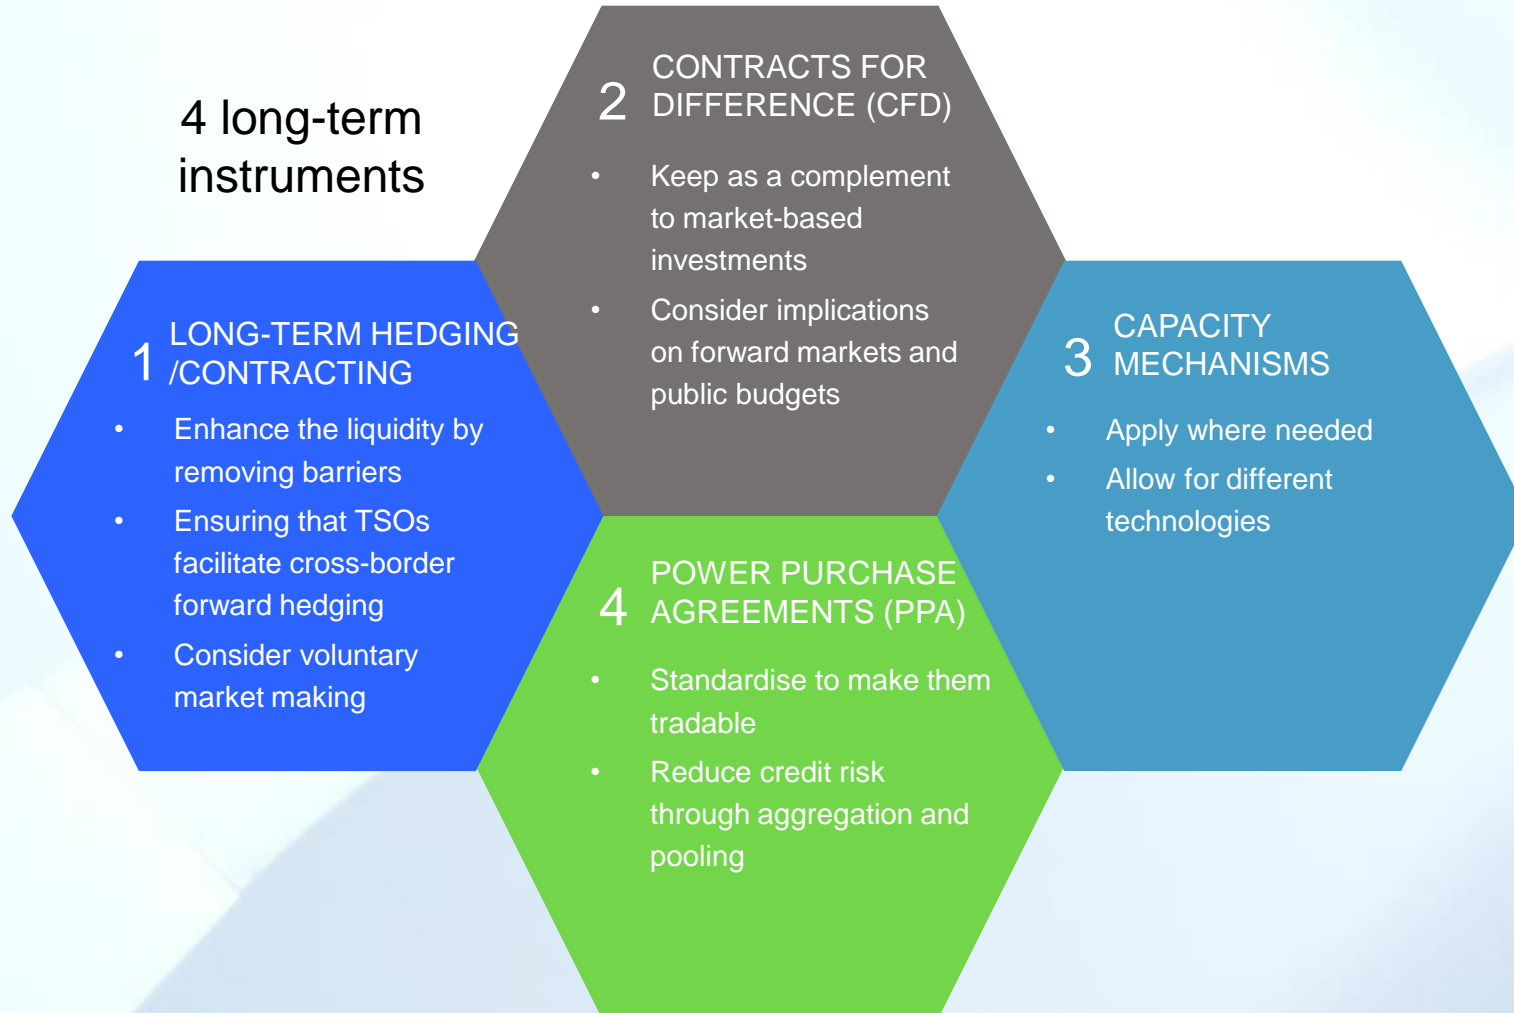 4 long-term
instruments
1
LONG-TERM HEDGING
/CONTRACTING
• Enhance the liquidity by
removing barriers
• Ensuring that TSOs
facilitate cross-border
forward hedging
• Consider voluntary
market making
2
CONTRACTS FOR
DIFFERENCE (CFD)
• Keep as a complement
to market-based
investments
• Consider implications
on forward markets and
public budgets
3
CAPACITY
MECHANISMS
• Apply where needed
• Allow for different
technologies
4
POWER PURCHASE
AGREEMENTS (PPA)
• Standardise to make them
tradable
• Reduce credit risk
through aggregation and
pooling